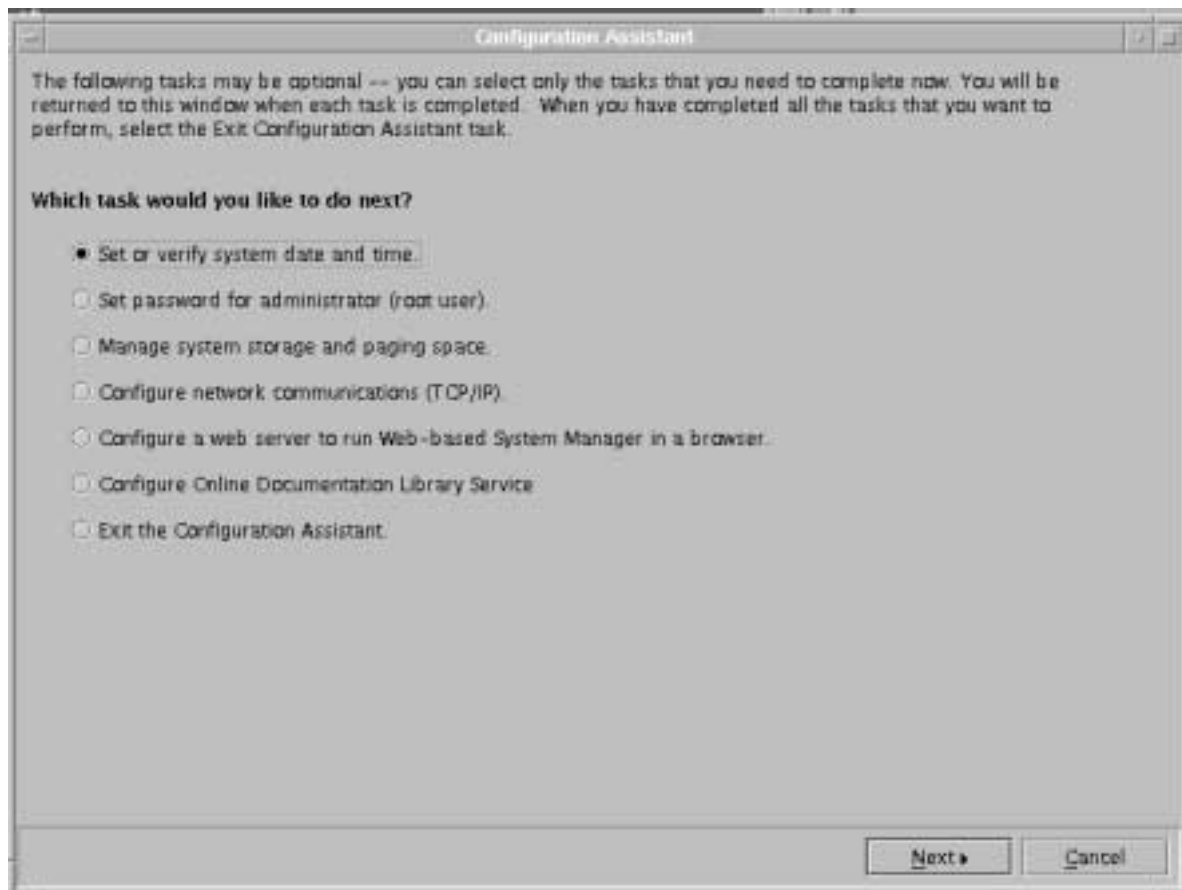 Configuration Assistant
The following tasks may be optional -- you can select only the tasks that you need to complete now. You will be
returned to this window when each task is completed. When you have completed all the tasks that you want to
perform, select the Exit Configuration Assistant task.
Which task would you like to do next?
Set or verify system date and time.
Set password for administrator (root user).
Manage system storage and paging space.
Configure network communications (TCP/IP).
Configure a web server to run Web-based System Manager in a browser.
Configure Online Documentation Library Service
Exit the Configuration Assistant.
Next
Cancel